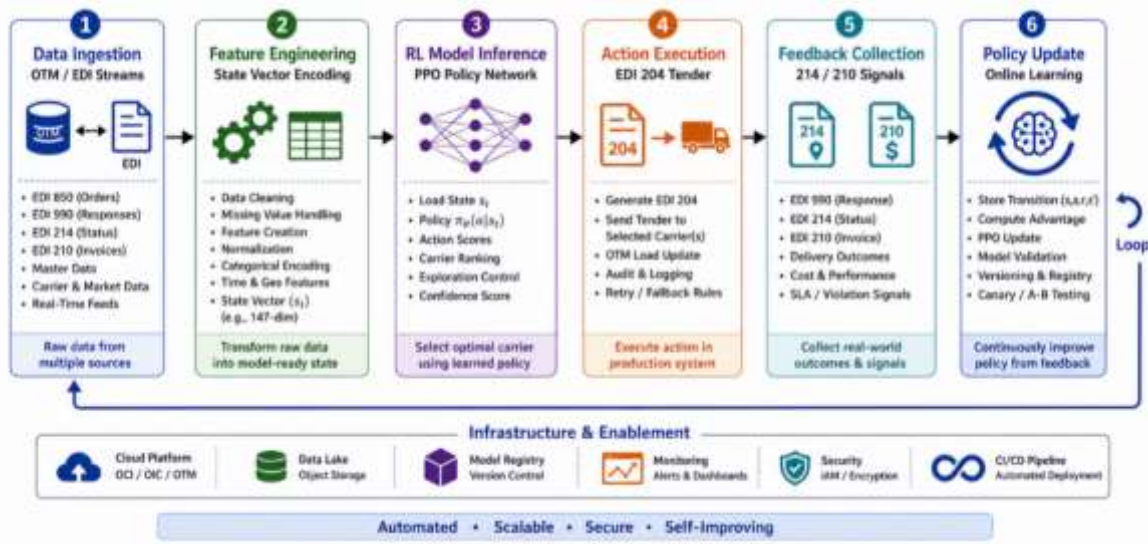 1
Data Ingestion
OTM / EDI Streams
OTM
EDI
• EDI 850 (Orders)
• EDI 990 (Responses)
• EDI 214 (Status)
• EDI 210 (Invoices)
• Master Data
• Carrier & Market Data
• Real-Time Feeds
Raw data from
multiple sources
2
Feature Engineering
State Vector Encoding
• Data Cleaning
• Missing Value Handling
• Feature Creation
• Normalization
• Categorical Encoding
• Time & Geo Features
• State Vector (s_t)
(e.g., 147-dim)
Transform raw data
into model-ready state
3
RL Model Inference
PPO Policy Network
• Load State s_t
• Policy π_θ(a|s_t)
• Action Scores
• Carrier Ranking
• Exploration Control
• Confidence Score
Select optimal carrier
using learned policy
4
Action Execution
EDI 204 Tender
204
• Generate EDI 204
• Send Tender to
Selected Carrier(s)
• OTM Load Update
• Audit & Logging
• Retry / Fallback Rules
Execute action in
production system
5
Feedback Collection
214 / 210 Signals
214
210
$
• EDI 990 (Response)
• EDI 214 (Status)
• EDI 210 (Invoice)
• Delivery Outcomes
• Cost & Performance
• SLA / Violation Signals
Collect real-world
outcomes & signals
6
Policy Update
Online Learning
• Store Transition (s,a,r,s')
• Compute Advantage
• PPO Update
• Model Validation
• Versioning & Registry
• Canary / A-B Testing
Continuously improve
policy from feedback
Loop
Infrastructure & Enablement
Cloud Platform
OCI / OIC / OTM
Data Lake
Object Storage
Model Registry
Version Control
Monitoring
Alerts & Dashboards
Security
IAM / Encryption
CI/CD Pipeline
Automated Deployment
Automated • Scalable • Secure • Self-Improving